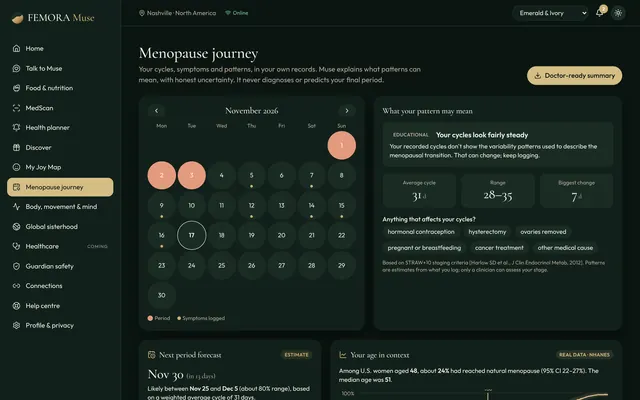 FEMORA Muse
Home
Talk to Muse
Food & nutrition
MedScan
Health planner
Discover
My Joy Map
Menopause journey
Body, movement & mind
Global sisterhood
Healthcare COMING
Guardian safety
Connections
Help centre
Profile & privacy
Nashville · North America
Online
Emerald & Ivory
2
Menopause journey
Your cycles, symptoms and patterns, in your own records. Muse explains what patterns can
mean, with honest uncertainty. It never diagnoses or predicts your final period.
Doctor-ready summary
November 2026
Mon Tue Wed Thu Fri Sat Sun
1
2 3 4 5 6 7 8
9 10 11 12 13 14 15
16 17 18 19 20 21 22
23 24 25 26 27 28 29
30
Period Symptoms logged
What your pattern may mean
EDUCATIONAL Your cycles look fairly steady
Your recorded cycles don't show the variability patterns used to describe the
menopausal transition. That can change; keep logging.
Average cycle
31d
Range
28–35
Biggest change
7d
Anything that affects your cycles?
hormonal contraception hysterectomy ovaries removed
pregnant or breastfeeding cancer treatment other medical cause
Based on STRAW+10 staging criteria (Harlow SD et al., J Clin Endocrinol Metab, 2012). Patterns
are estimates from what you log; only a clinician can assess your stage.
Next period forecast ESTIMATE
Nov 30 (in 13 days)
Likely between Nov 25 and Dec 5 (about 80% range), based
on a weighted average cycle of 31 days.
Your age in context REAL DATA · NHANES
Among U.S. women aged 48, about 24% had reached natural menopause (95% CI 22–27%). The
median age was 51.
100%